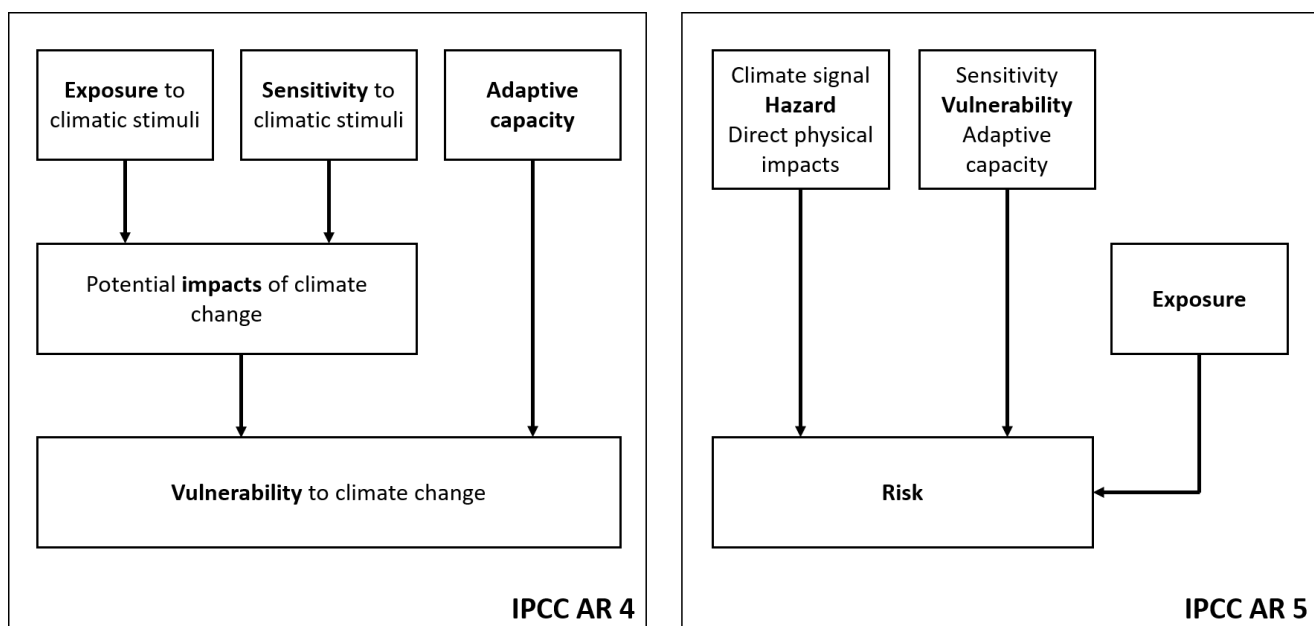 Exposure to
climatic stimuli
Sensitivity to
climatic stimuli
Adaptive
capacity
Potential impacts of climate
change
Vulnerability to climate change
IPCC AR 4
Climate signal
Hazard
Direct physical
impacts
Sensitivity
Vulnerability
Adaptive
capacity
Exposure
Risk
IPCC AR 5